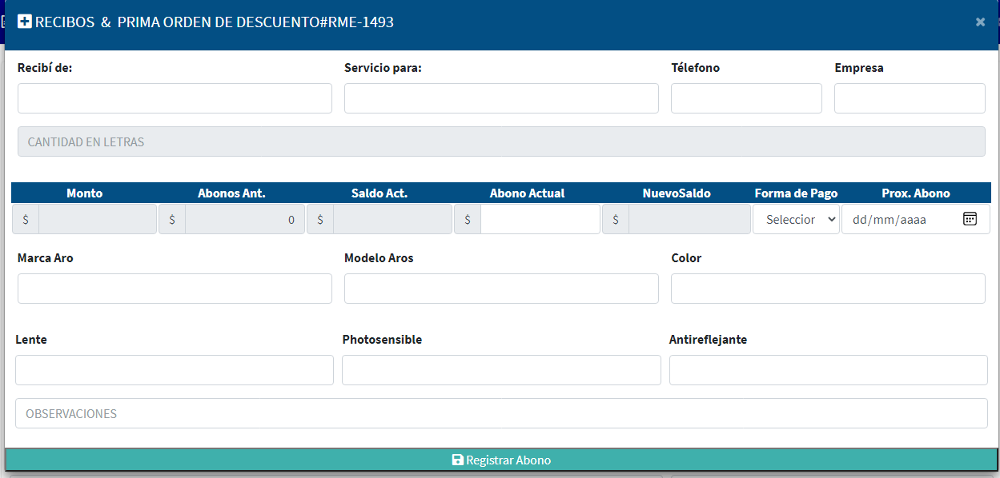 RECIBOS & PRIMA ORDEN DE DESCUENTO#RME-1493 ×
Recibí de: Servicio para: Télefono Empresa
CANTIDAD EN LETRAS
Monto Abonos Ant. Saldo Act. Abono Actual NuevoSaldo Forma de Pago Prox. Abono
$ $ 0 $ $ $ Seleccior dd/mm/aaaa
Marca Aro Modelo Aros Color
Lente Photosensible Antireflejante
OBSERVACIONES
Registrar Abono